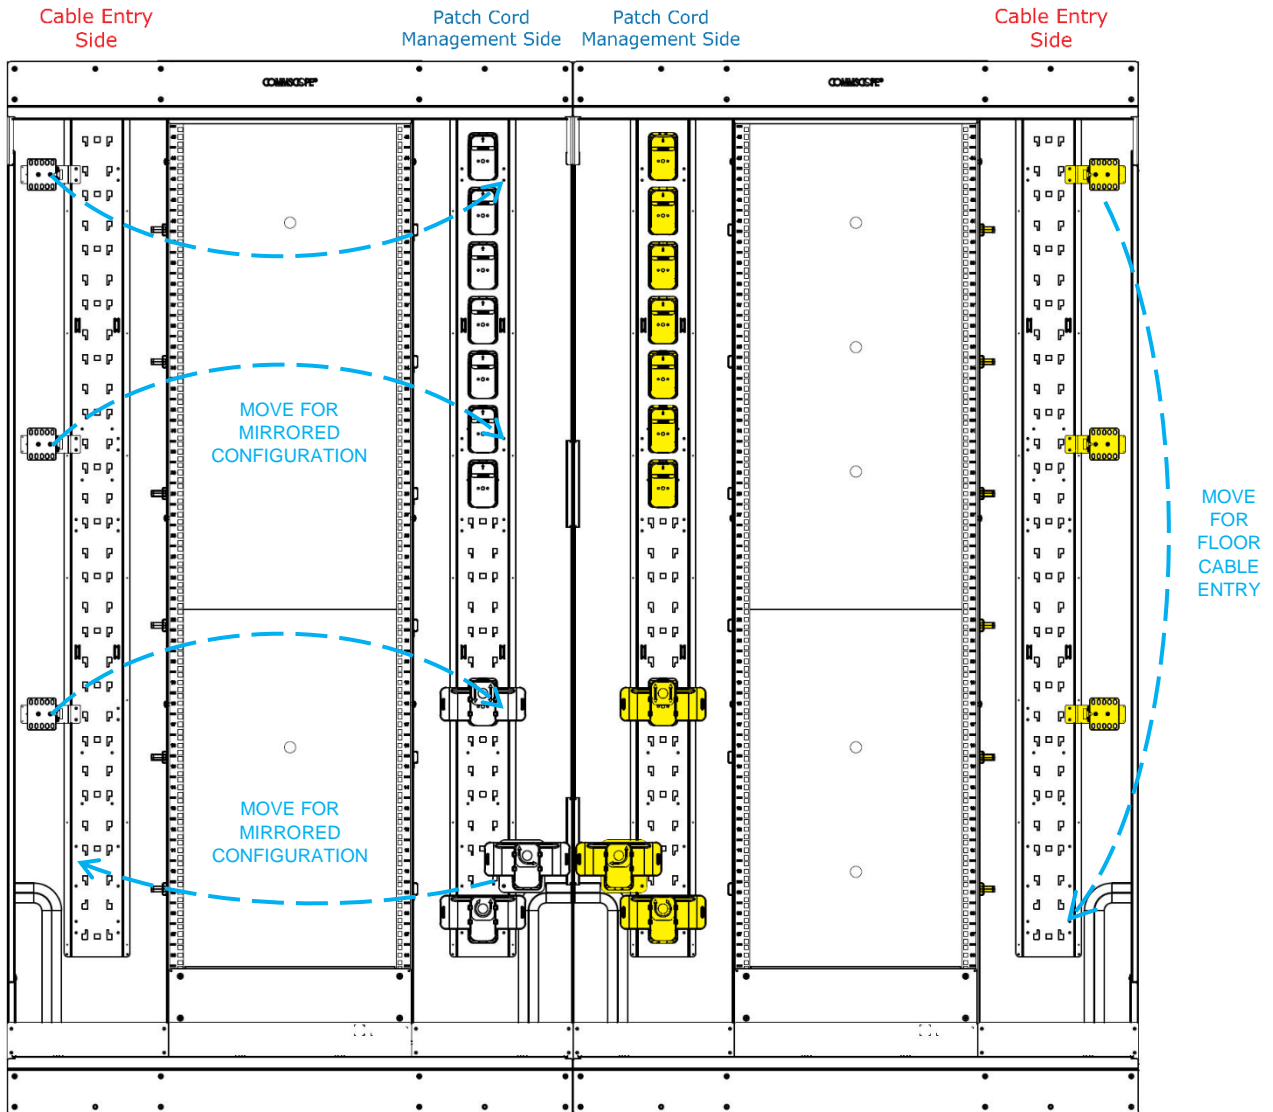 Cable Entry
Side
Patch Cord
Management Side
Patch Cord
Management Side
Cable Entry
Side
COMMSCOPE®
COMMSCOPE®
MOVE FOR
MIRRORED
CONFIGURATION
MOVE
FOR
FLOOR
CABLE
ENTRY
MOVE FOR
MIRRORED
CONFIGURATION